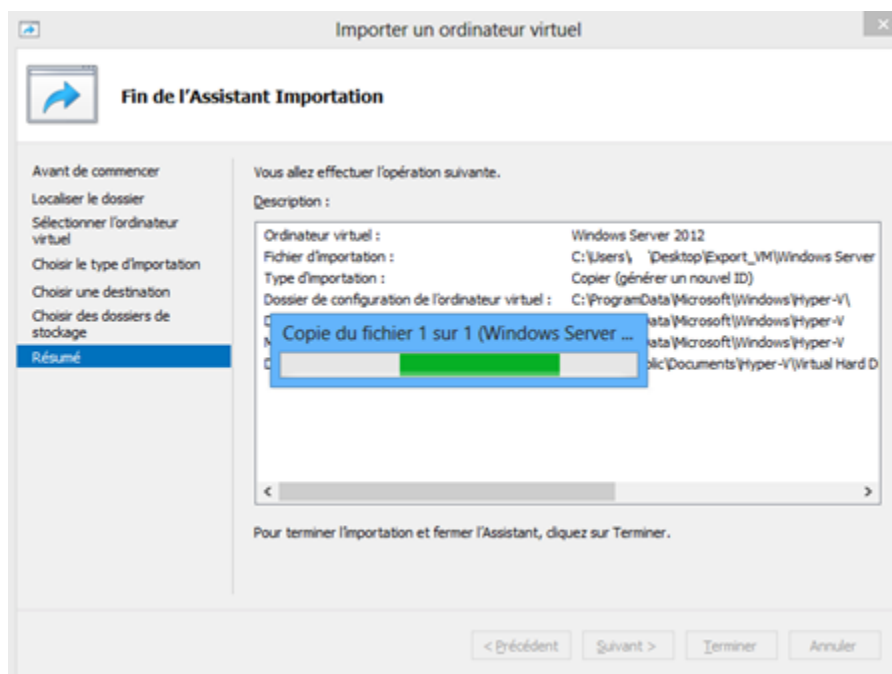 Importer un ordinateur virtuel
Fin de l'Assistant Importation
Avant de commencer
Localiser le dossier
Sélectionner l'ordinateur
virtuel
Choisir le type d'importation
Choisir une destination
Choisir des dossiers de
stockage
Résumé
Vous allez effectuer l'opération suivante.
Description :
Ordinateur virtuel : Windows Server 2012
Fichier d'importation : C:\Users\ \Desktop\Export_VM\Windows Server
Type d'importation : Copier (générer un nouvel ID)
Dossier de configuration de l'ordinateur virtuel : C:\ProgramData\Microsoft\Windows\Hyper-V\
D ata\Microsoft\Windows\Hyper-V
M ata\Microsoft\Windows\Hyper-V
D blic\Documents\Hyper-V\Virtual Hard D
Copie du fichier 1 sur 1 (Windows Server ...
Pour terminer l'importation et fermer l'Assistant, cliquez sur Terminer.
< Précédent Suivant > Terminer Annuler